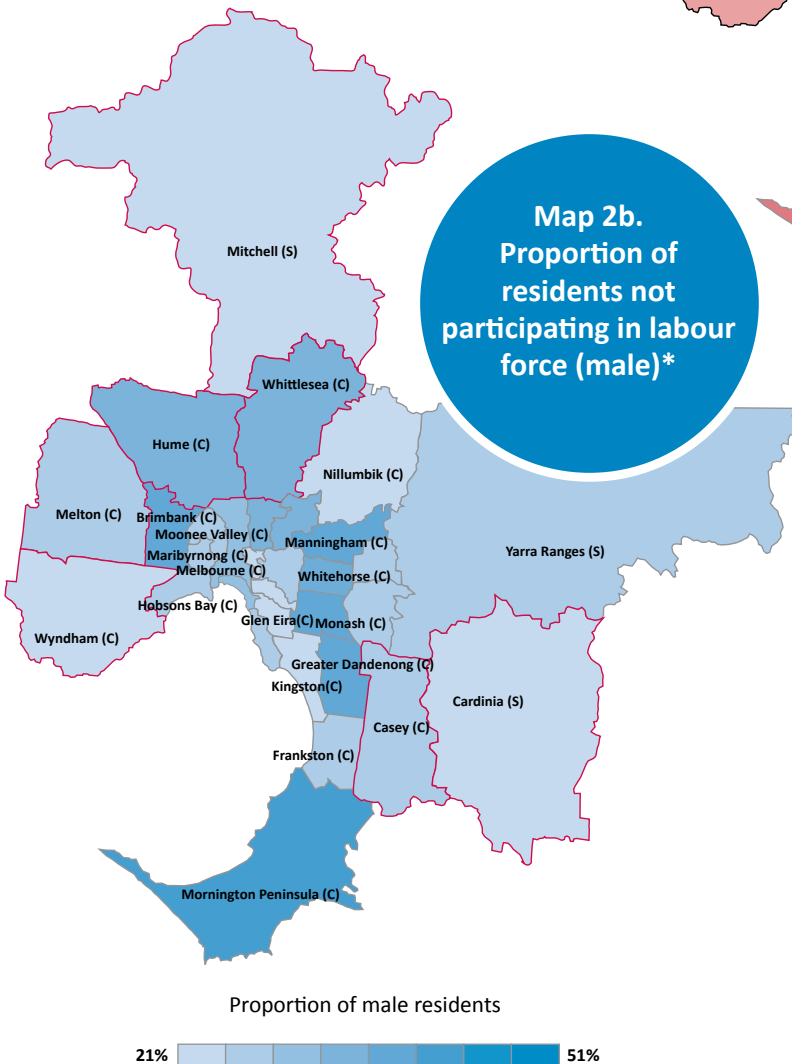 Map 2b.
Proportion of
residents not
participating in labour
force (male)*
Mitchell (S)
Whittlesea (C)
Hume (C)
Nillumbik (C)
Melton (C)
Brimbank (C)
Moonee Valley (C)
Manningham (C)
Maribyrnong (C)
Yarra Ranges (S)
Melbourne (C)
Whitehorse (C)
Hobsons Bay (C)
Glen Eira(C)
Monash (C)
Wyndham (C)
Greater Dandenong (C)
Kingston(C)
Cardinia (S)
Casey (C)
Frankston (C)
Mornington Peninsula (C)
Proportion of male residents
21%
51%